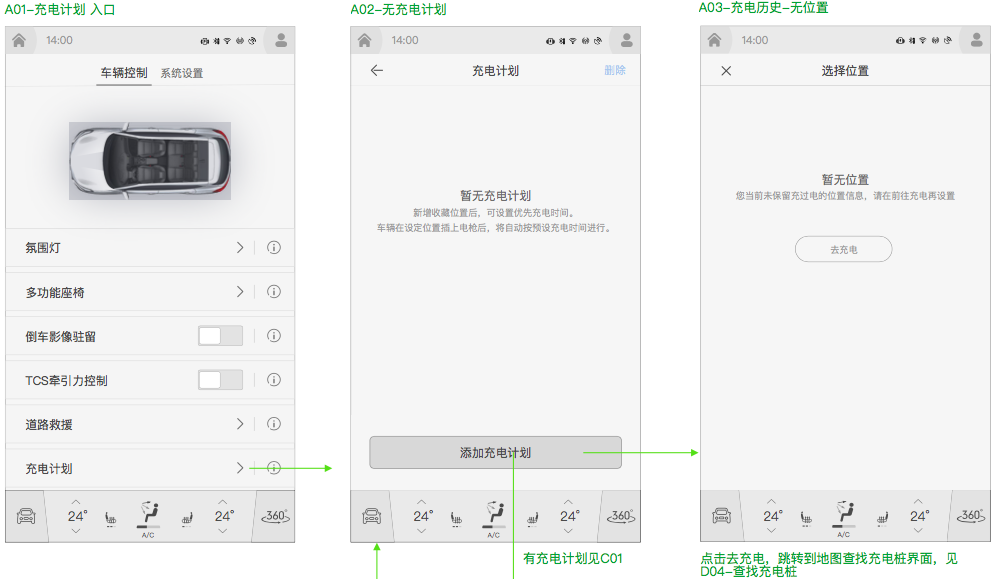 A01-充电计划 入口
14:00
车辆控制 系统设置
氛围灯
多功能座椅
倒车影像驻留
TCS牵引力控制
道路救援
充电计划
24°
A/C
24°
360°
A02-无充电计划
14:00
充电计划
删除
暂无充电计划
新增收藏位置后，可设置优先充电时间。
车辆在设定位置插上电枪后，将自动按预设充电时间进行。
添加充电计划
24°
A/C
24°
360°
有充电计划见C01
A03-充电历史-无位置
14:00
选择位置
暂无位置
您当前未保留充过电的位置信息，请在前往充电再设置
去充电
24°
A/C
24°
360°
点击去充电，跳转到地图查找充电桩界面，见
D04-查找充电桩